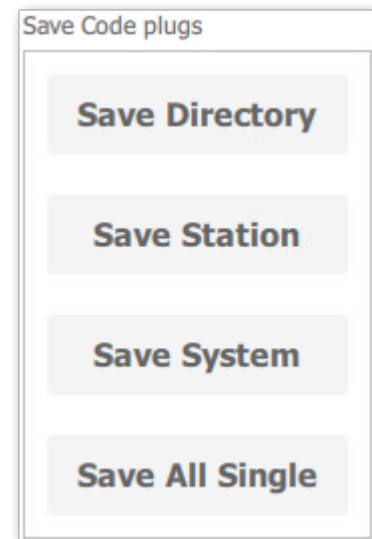 Save Code plugs
Save Directory
Save Station
Save System
Save All Single